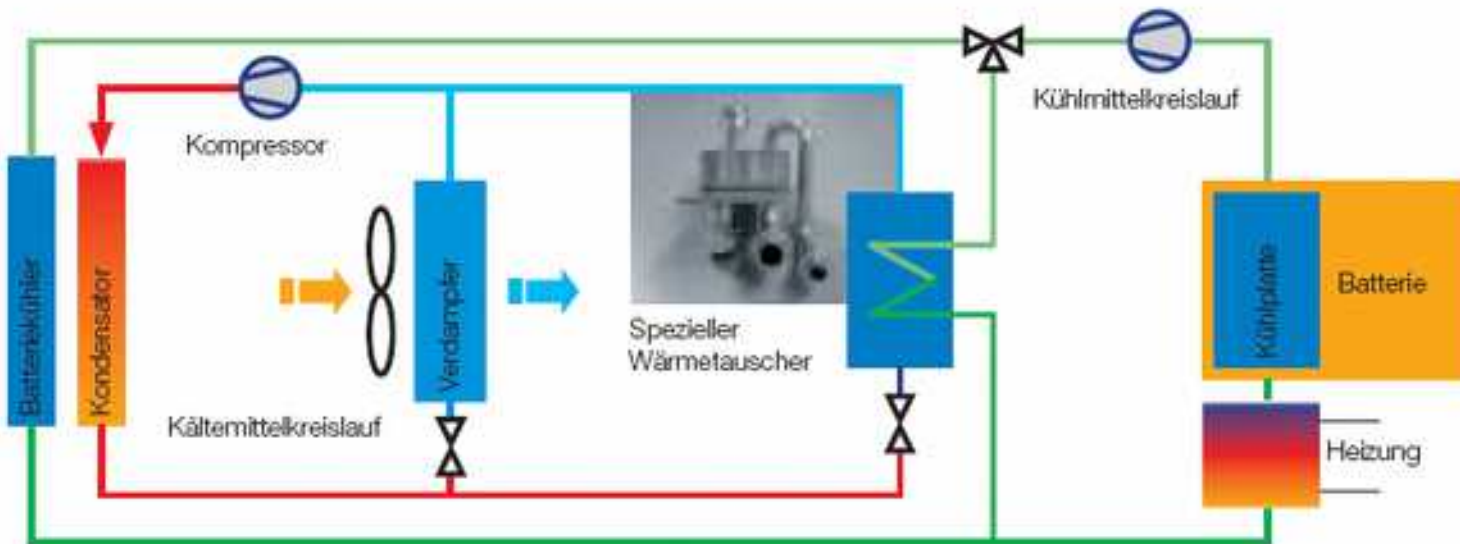 Kühlmittelkreislauf
Kompressor
Batteriekühler
Kondensator
Verdampfer
Spezieller
Wärmetauscher
Kühlplatte
Batterie
Kältemittelkreislauf
Heizung